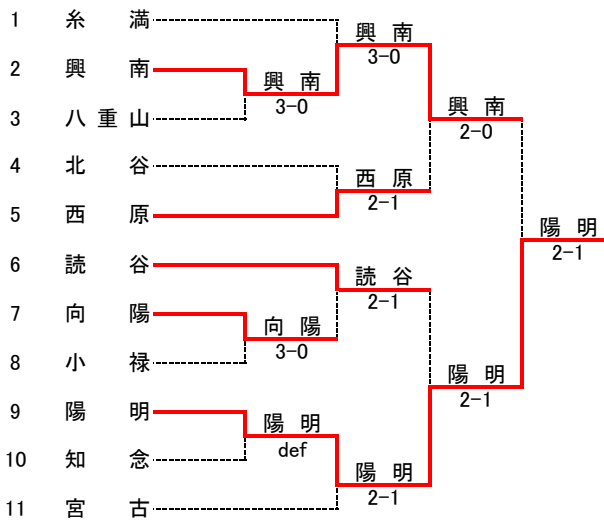 1 糸満
2 興南
3 八重山
4 北谷
5 西原
6 読谷
7 向陽
8 小禄
9 陽明
10 知念
11 宮古
興南
3-0
向陽
3-0
陽明
def
興南
3-0
西原
2-1
読谷
2-1
陽明
2-1
興南
2-0
陽明
2-1
陽明
2-1